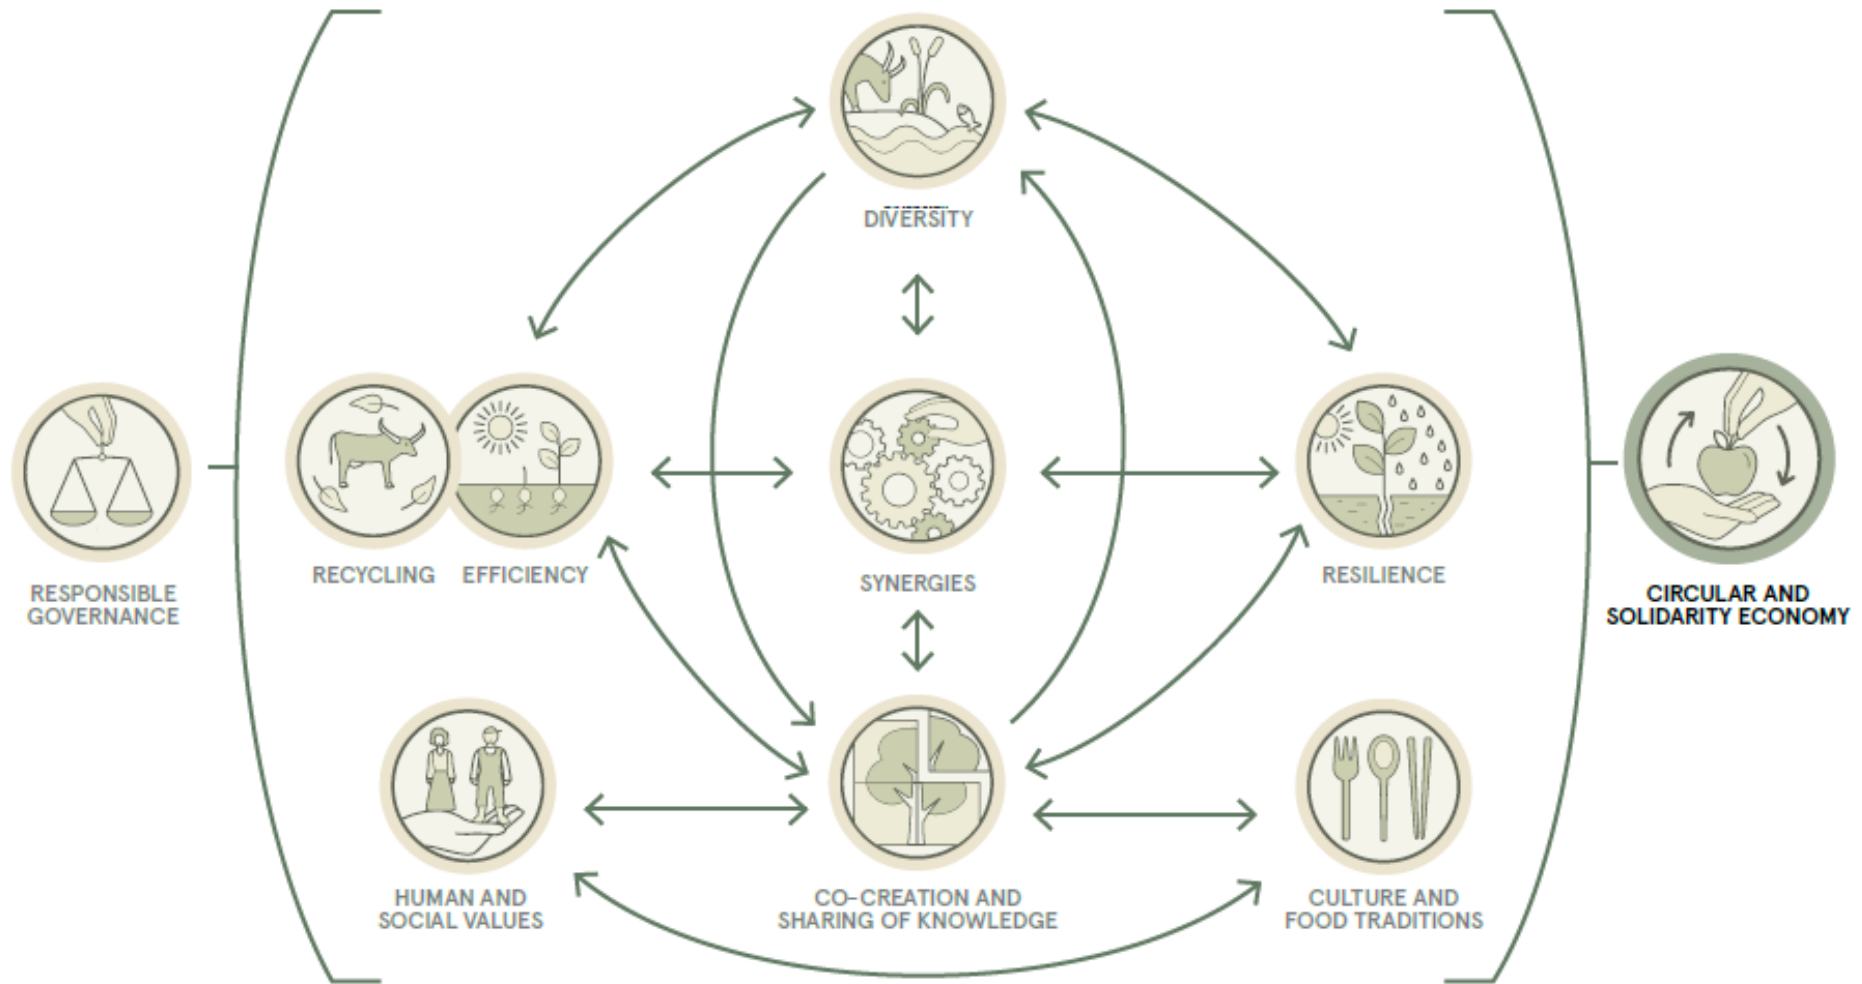 DIVERSITY
RECYCLING
EFFICIENCY
SYNERGIES
RESILIENCE
RESPONSIBLE
GOVERNANCE
CIRCULAR AND
SOLIDARITY ECONOMY
HUMAN AND
SOCIAL VALUES
CO-CREATION AND
SHARING OF KNOWLEDGE
CULTURE AND
FOOD TRADITIONS